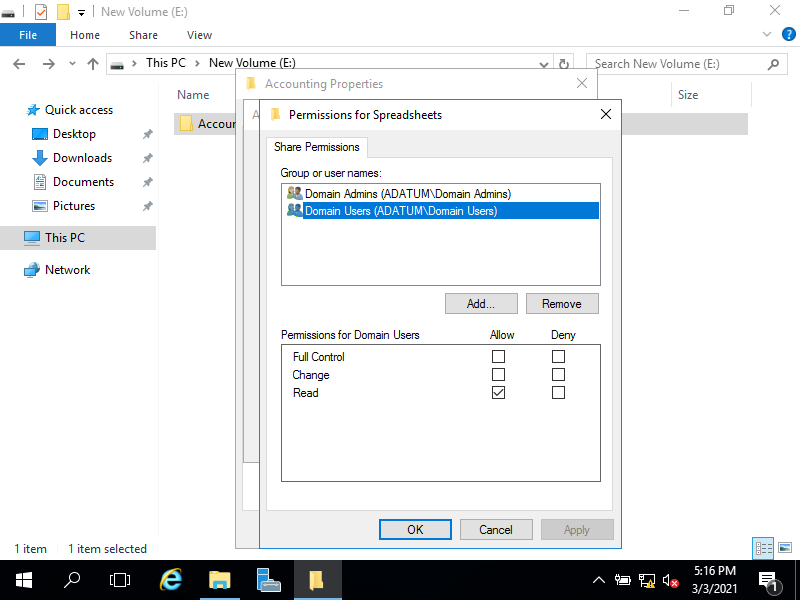 New Volume (E:)
File
Home
Share
View
This PC
New Volume (E:)
Search New Volume (E:)
Accounting Properties
Name
Size
Quick access
Desktop
Downloads
Documents
Pictures
This PC
Network
Accour
A
Permissions for Spreadsheets
Share Permissions
Group or user names:
Domain Admins (ADATUM\Domain Admins)
Domain Users (ADATUM\Domain Users)
Add...
Remove
Permissions for Domain Users
Allow
Deny
Full Control
Change
Read
OK
Cancel
Apply
1 item
1 item selected
5:16 PM
3/3/2021
1